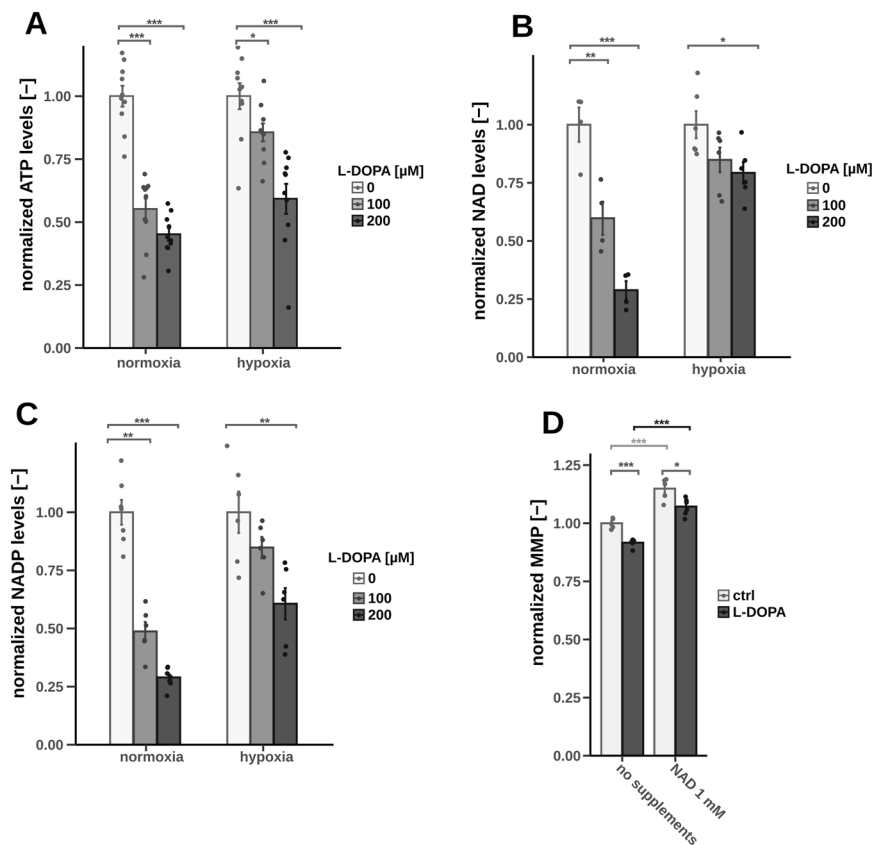 A
*** 
***
***
*
normalized ATP levels [−]
1.00
0.75
0.50
0.25
0.00
normoxia
hypoxia
L-DOPA [µM]
0
100
200
B
***
**
*
normalized NAD levels [−]
1.00
0.75
0.50
0.25
0.00
normoxia
hypoxia
L-DOPA [µM]
0
100
200
C
***
**
**
normalized NADP levels [−]
1.00
0.75
0.50
0.25
0.00
normoxia
hypoxia
L-DOPA [µM]
0
100
200
D
***
***
***
*
normalized MMP [−]
1.25
1.00
0.75
0.50
0.25
0.00
no supplements
NAD 1 mM
ctrl
L-DOPA